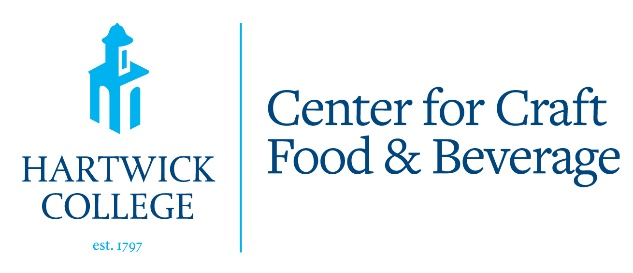 HARTWICK
COLLEGE
est. 1797
Center for Craft
Food & Beverage